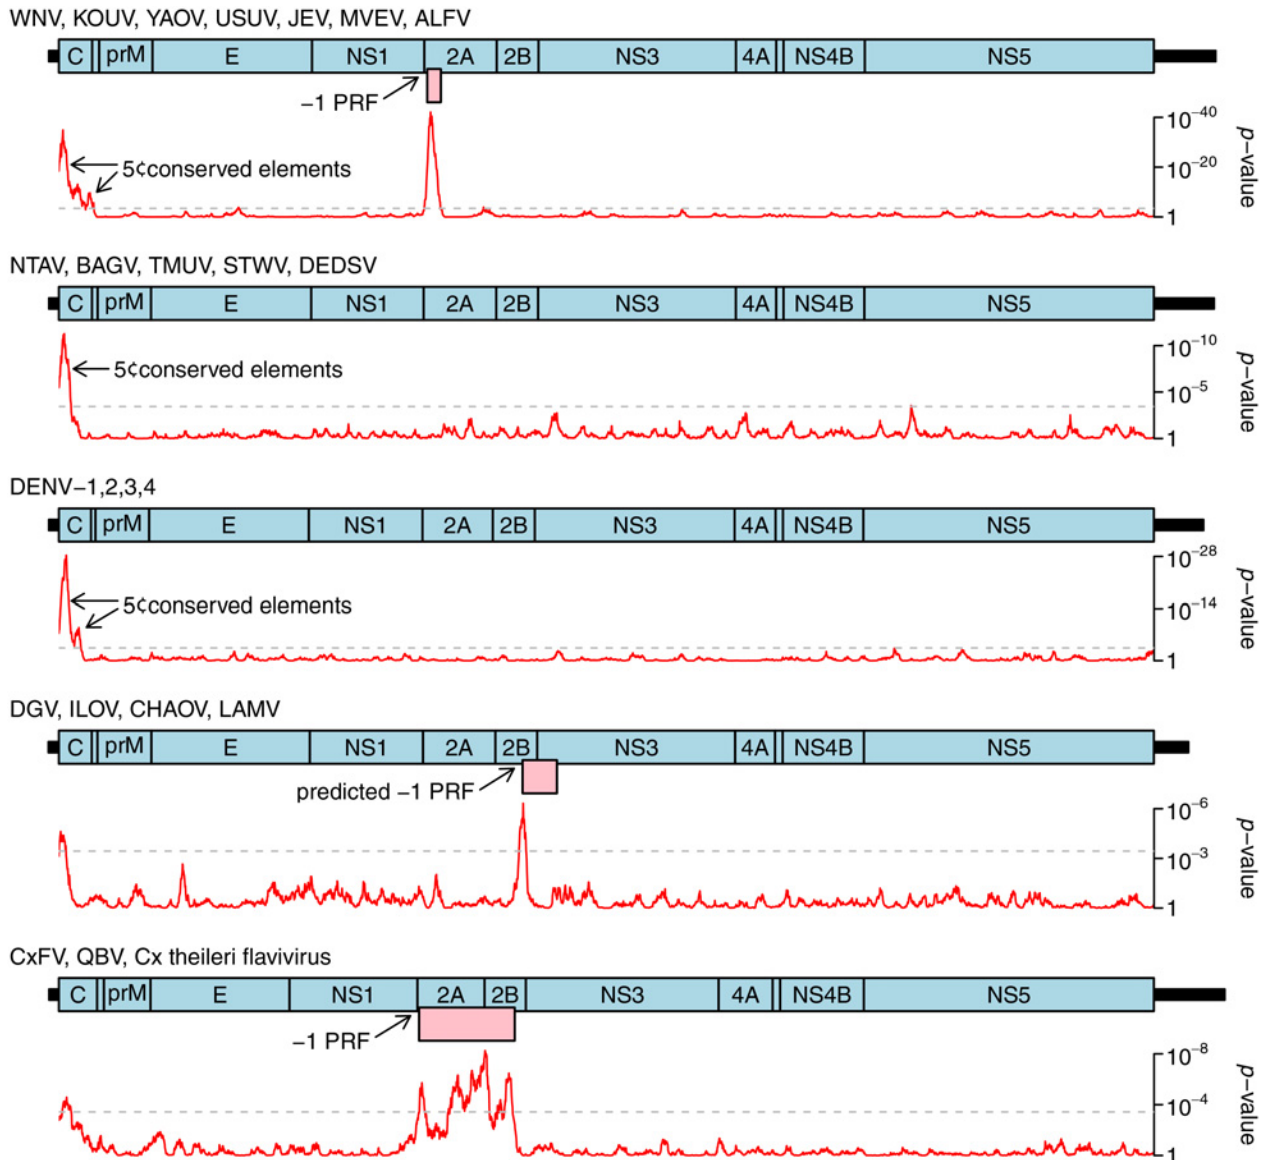 WNV, KOUV, YAOV, USUV, JEV, MVEV, ALFV
C prM E NS1 2A 2B NS3 4A NS4B NS5
−1 PRF
5¢conserved elements
10−40
10−20
1
p−value
NTAV, BAGV, TMUV, STWV, DEDSV
C prM E NS1 2A 2B NS3 4A NS4B NS5
5¢conserved elements
10−10
10−5
1
p−value
DENV−1,2,3,4
C prM E NS1 2A 2B NS3 4A NS4B NS5
5¢conserved elements
10−28
10−14
1
p−value
DGV, ILOV, CHAOV, LAMV
C prM E NS1 2A 2B NS3 4A NS4B NS5
predicted −1 PRF
10−6
10−3
1
p−value
CxFV, QBV, Cx theileri flavivirus
C prM E NS1 2A 2B NS3 4A NS4B NS5
−1 PRF
10−8
10−4
1
p−value